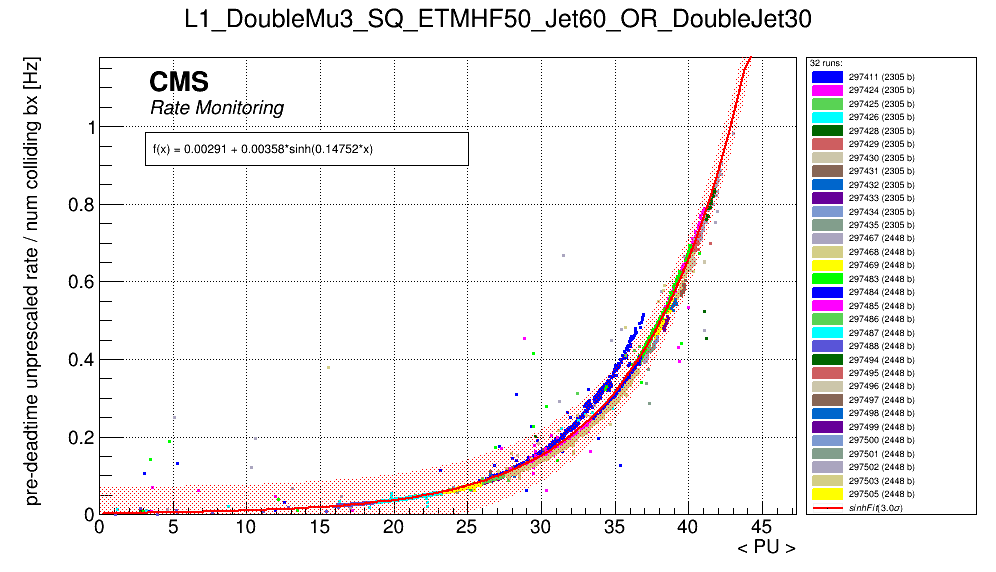 L1_DoubleMu3_SQ_ETMHF50_Jet60_OR_DoubleJet30
pre-deadtime unprescaled rate / num colliding bx [Hz]
CMS
Rate Monitoring
f(x) = 0.00291 + 0.00358*sinh(0.14752*x)
1
0.8
0.6
0.4
0.2
0
0 5 10 15 20 25 30 35 40 45
< PU >
32 runs:
297411 (2305 b)
297424 (2305 b)
297425 (2305 b)
297426 (2305 b)
297428 (2305 b)
297429 (2305 b)
297430 (2305 b)
297431 (2305 b)
297432 (2305 b)
297433 (2305 b)
297434 (2305 b)
297435 (2305 b)
297467 (2448 b)
297468 (2448 b)
297469 (2448 b)
297483 (2448 b)
297484 (2448 b)
297485 (2448 b)
297486 (2448 b)
297487 (2448 b)
297488 (2448 b)
297494 (2448 b)
297495 (2448 b)
297496 (2448 b)
297497 (2448 b)
297498 (2448 b)
297499 (2448 b)
297500 (2448 b)
297501 (2448 b)
297502 (2448 b)
297503 (2448 b)
297505 (2448 b)
sinhFit(3.0σ)